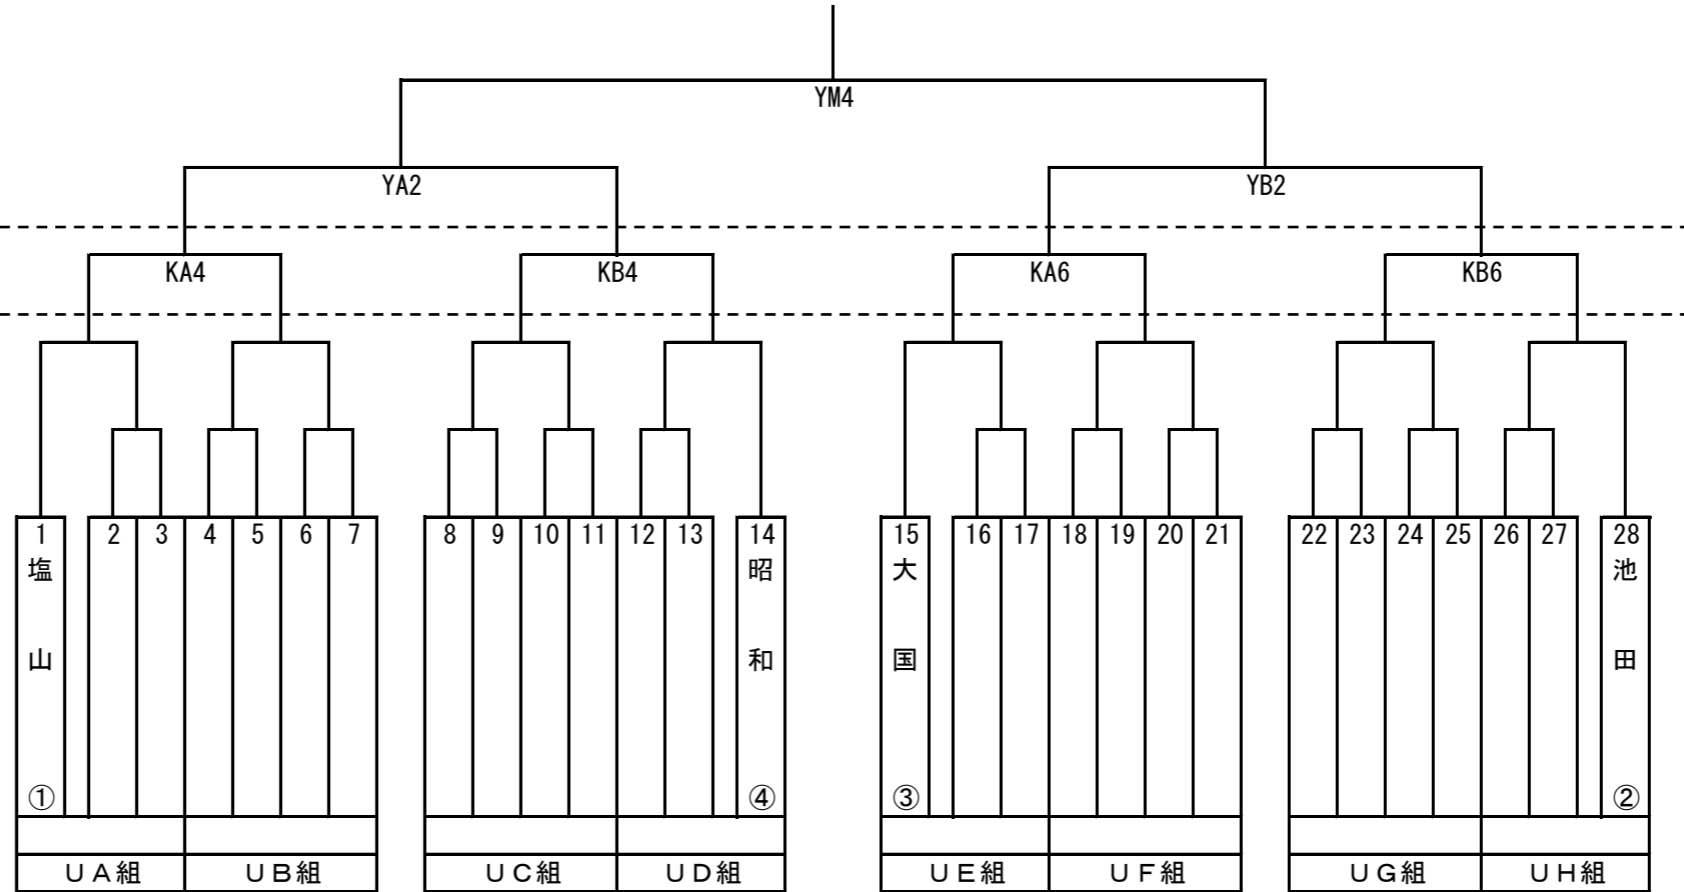 YM4
YA2 YB2
KA4 KB4 KA6 KB6
1 2 3 4 5 6 7 8 9 10 11 12 13 14 15 16 17 18 19 20 21 22 23 24 25 26 27 28
塩山 昭和 大国 池田
① ④ ③ ②
ＵＡ組 ＵＢ組 ＵＣ組 ＵＤ組 ＵＥ組 ＵＦ組 ＵＧ組 ＵＨ組